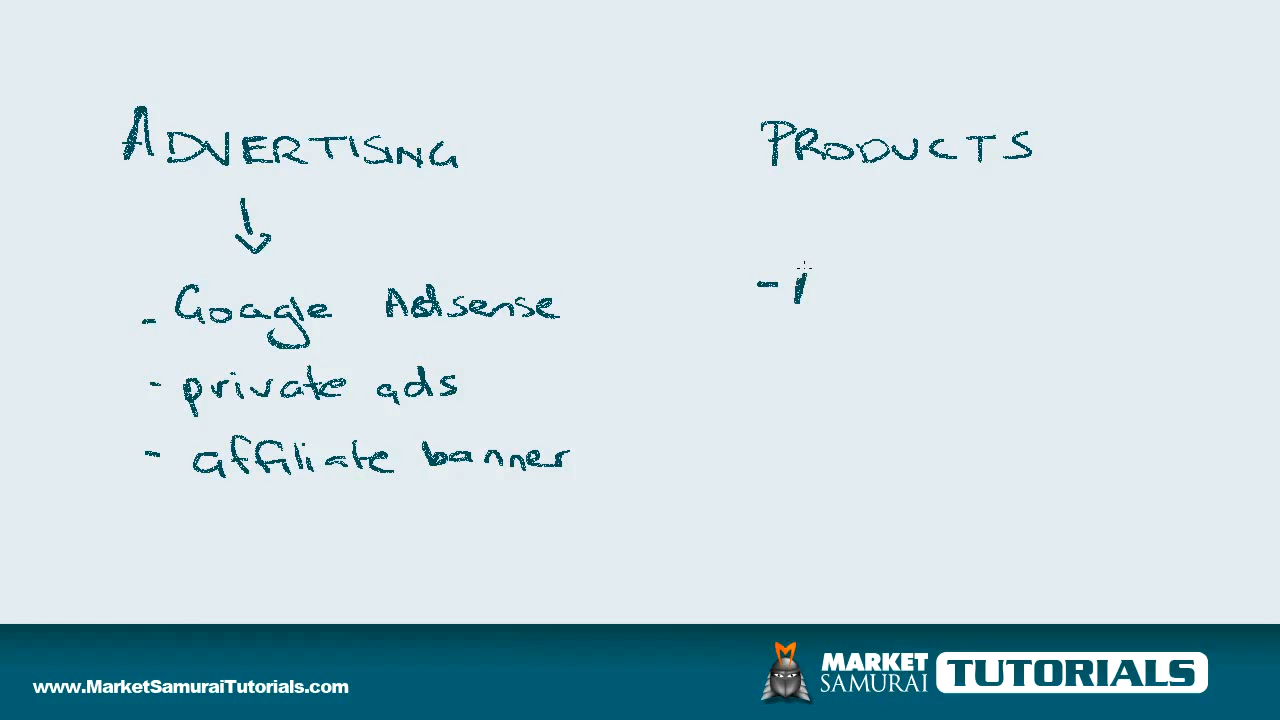 ADVERTISING
- Google Adsense
- private ads
- affiliate banner
PRODUCTS
-
www.MarketSamuraiTutorials.com
MARKET SAMURAI TUTORIALS